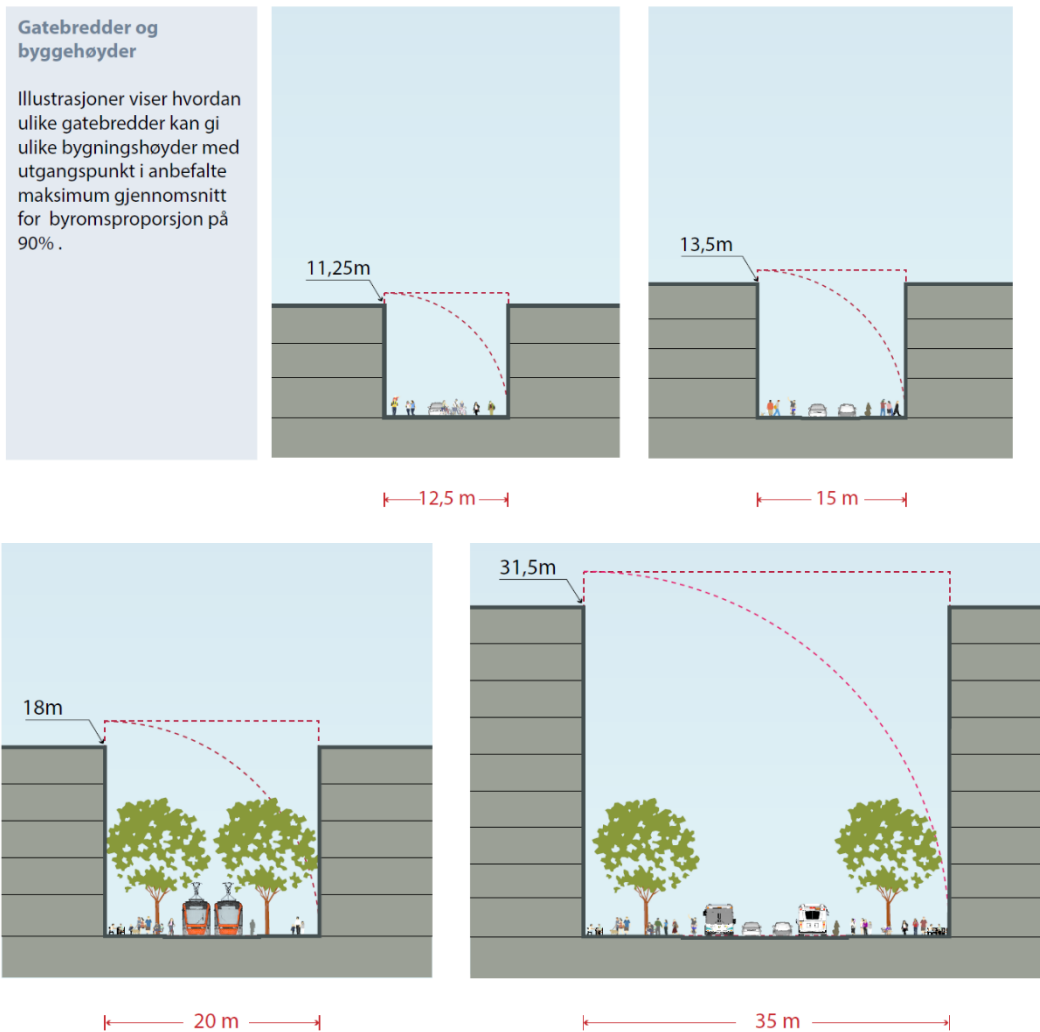 Gatebredder og
byggehøyder
Illustrasjoner viser hvordan
ulike gatebredder kan gi
ulike bygningshøyder med
utgangspunkt i anbefalte
maksimum gjennomsnitt
for byromsproporsjon på
90% .
11,25m
12,5 m
13,5m
15 m
18m
20 m
31,5m
35 m